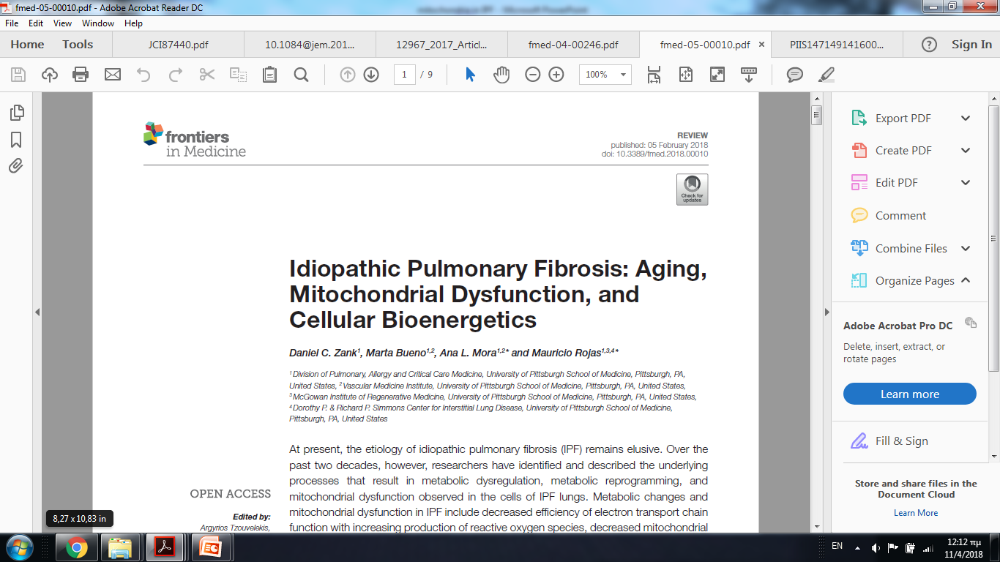 fmed-05-00010.pdf - Adobe Acrobat Reader DC
File Edit View Window Help
Home Tools JCI87440.pdf 10.1084@jem.201... 12967_2017_Articl... fmed-04-00246.pdf fmed-05-00010.pdf × PIIS147149141600... Sign In
1 / 9 100%
frontiers
in Medicine
REVIEW
published: 05 February 2018
doi: 10.3389/fmed.2018.00010
Check for
updates
Idiopathic Pulmonary Fibrosis: Aging,
Mitochondrial Dysfunction, and
Cellular Bioenergetics
Daniel C. Zank¹, Marta Bueno¹,², Ana L. Mora¹,²* and Mauricio Rojas¹,³,⁴*
¹ Division of Pulmonary, Allergy and Critical Care Medicine, University of Pittsburgh School of Medicine, Pittsburgh, PA,
United States, ² Vascular Medicine Institute, University of Pittsburgh School of Medicine, Pittsburgh, PA, United States,
³ McGowan Institute of Regenerative Medicine, University of Pittsburgh School of Medicine, Pittsburgh, PA, United States,
⁴ Dorothy P. & Richard P. Simmons Center for Interstitial Lung Disease, University of Pittsburgh School of Medicine,
Pittsburgh, PA, United States
At present, the etiology of idiopathic pulmonary fibrosis (IPF) remains elusive. Over the
past two decades, however, researchers have identified and described the underlying
processes that result in metabolic dysregulation, metabolic reprogramming, and
mitochondrial dysfunction observed in the cells of IPF lungs. Metabolic changes and
mitochondrial dysfunction in IPF include decreased efficiency of electron transport chain
function with increasing production of reactive oxygen species, decreased mitochondrial
OPEN ACCESS
Edited by:
Argyrios Tzouvelekis,
8,27 x 10,83 in
Export PDF
Create PDF
Edit PDF
Comment
Combine Files
Organize Pages
Adobe Acrobat Pro DC
Delete, insert, extract, or
rotate pages
Learn more
Fill & Sign
Store and share files in the
Document Cloud
Learn More
EN
12:12 πμ
11/4/2018